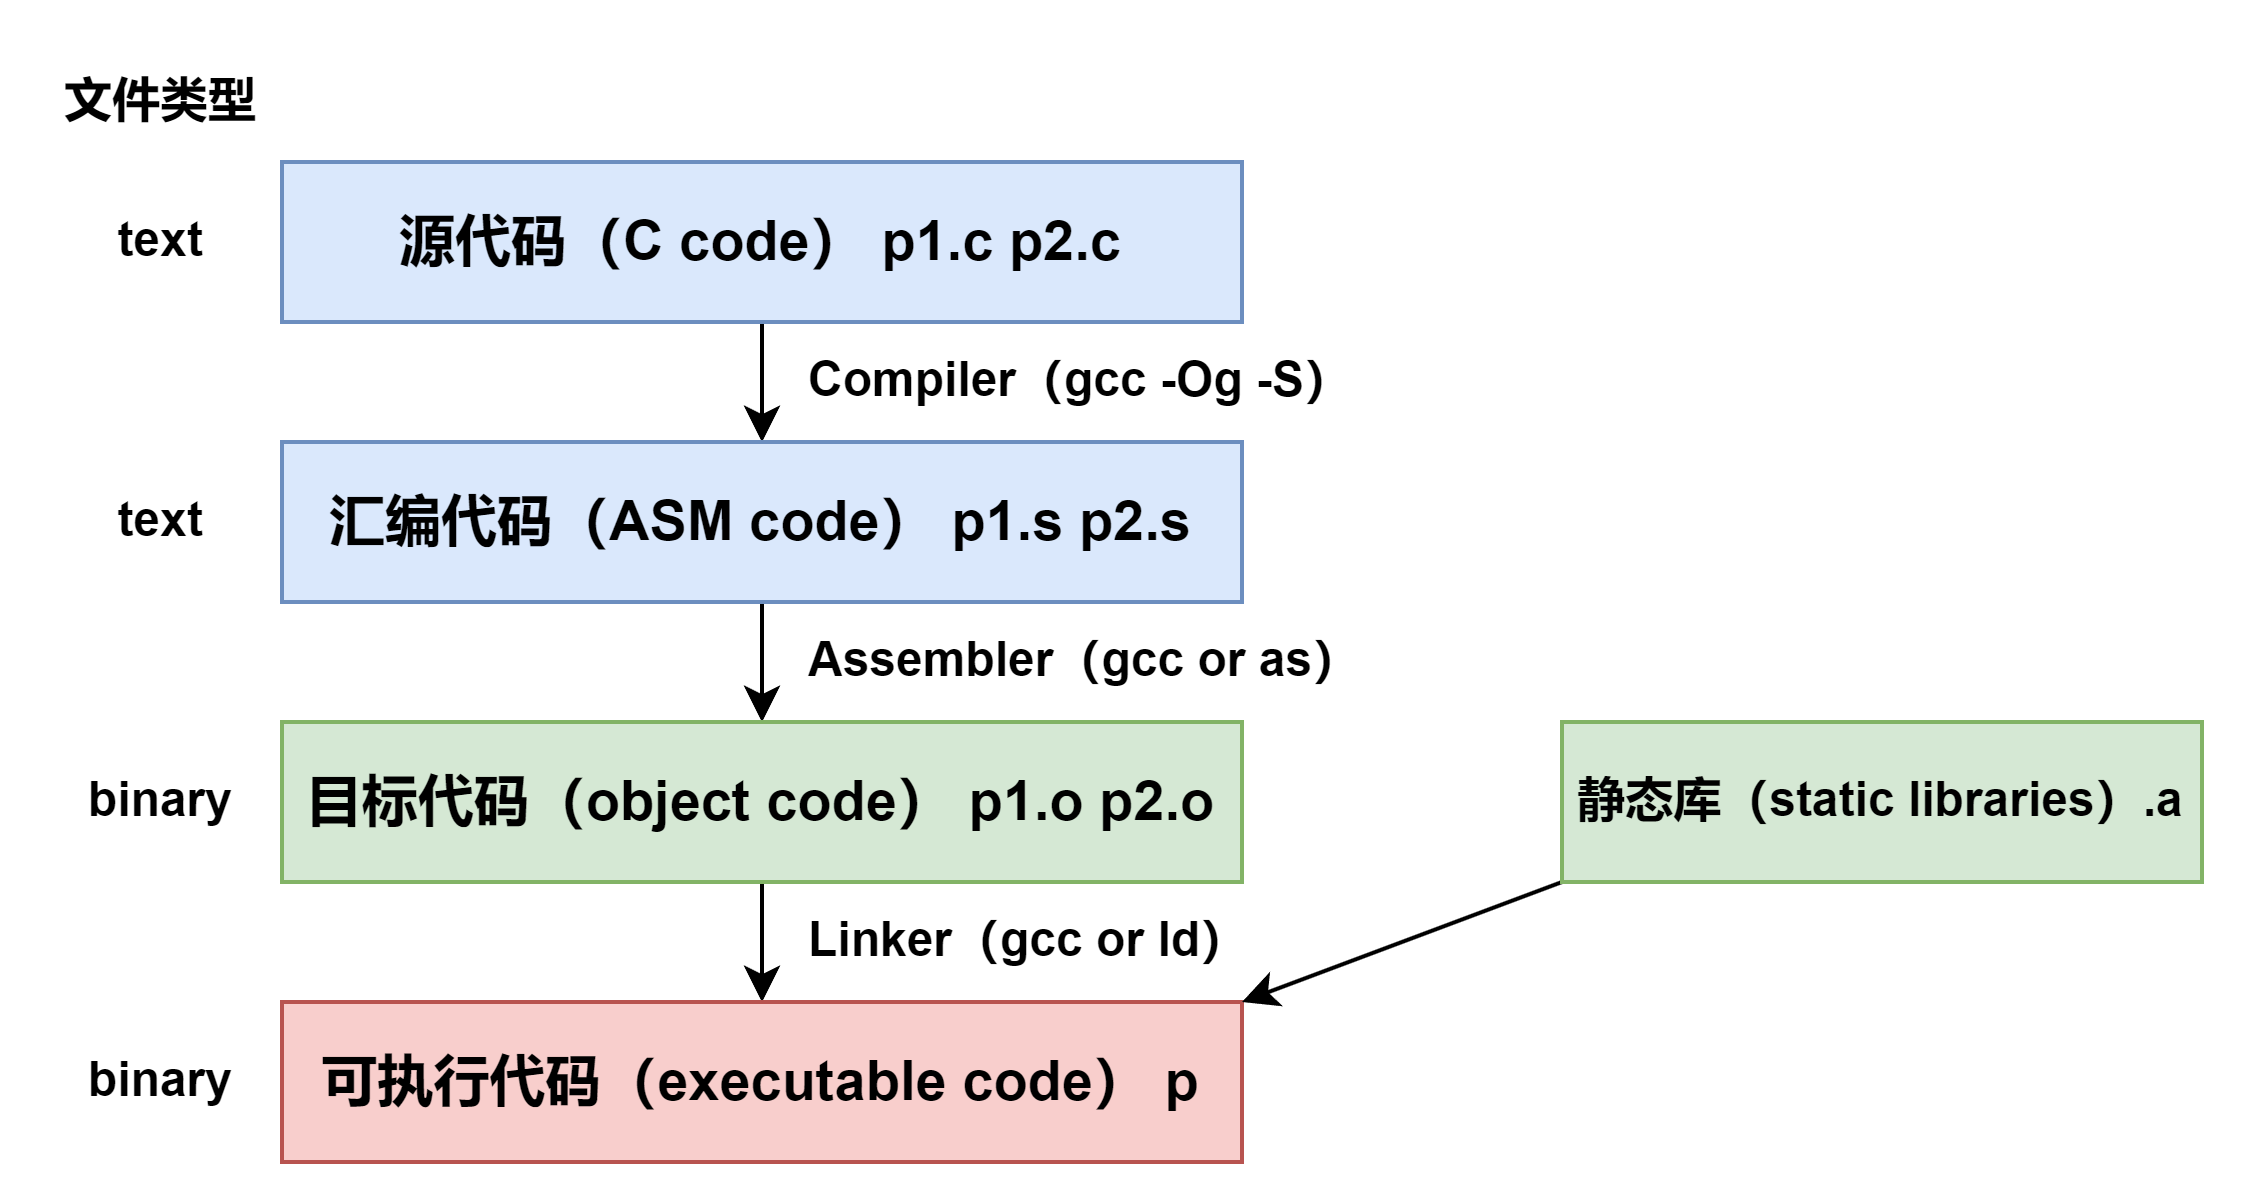 文件类型
text
源代码（C code） p1.c p2.c
Compiler（gcc -Og -S）
text
汇编代码（ASM code） p1.s p2.s
Assembler（gcc or as）
binary
目标代码（object code） p1.o p2.o
静态库（static libraries）.a
Linker（gcc or ld）
binary
可执行代码（executable code） p